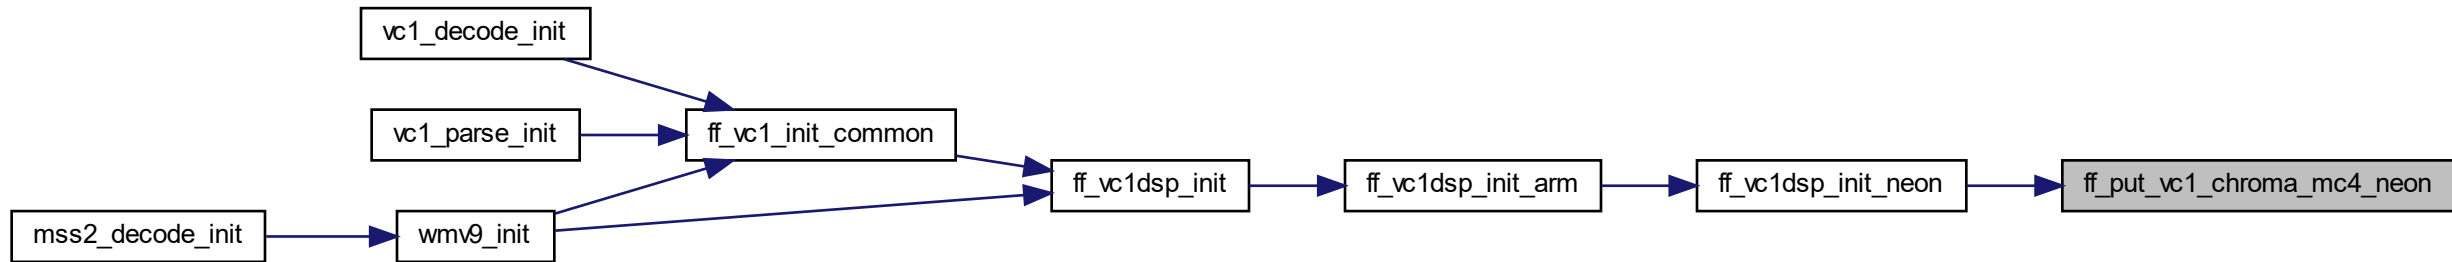 vc1_decode_init
vc1_parse_init
ff_vc1_init_common
ff_vc1dsp_init
ff_vc1dsp_init_arm
ff_vc1dsp_init_neon
ff_put_vc1_chroma_mc4_neon
mss2_decode_init
wmv9_init